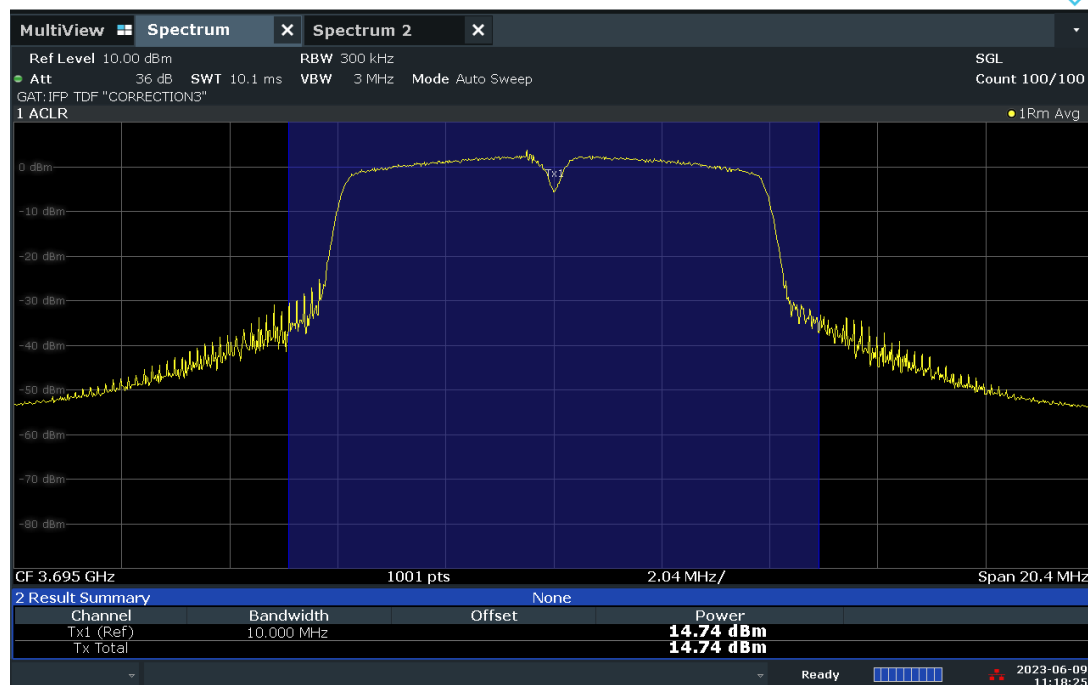 MultiView Spectrum X Spectrum 2 X
Ref Level 10.00 dBm RBW 300 kHz SGL
Att 36 dB SWT 10.1 ms VBW 3 MHz Mode Auto Sweep Count 100/100
GAT:IFP TDF "CORRECTION3"
1 ACLR 1Rm Avg
0 dBm
Tx1
-10 dBm
-20 dBm
-30 dBm
-40 dBm
-50 dBm
-60 dBm
-70 dBm
-80 dBm
CF 3.695 GHz 1001 pts 2.04 MHz/ Span 20.4 MHz
2 Result Summary None
Channel Bandwidth Offset Power
Tx1 (Ref) 10.000 MHz 14.74 dBm
Tx Total 14.74 dBm
Ready 2023-06-09
11:18:25